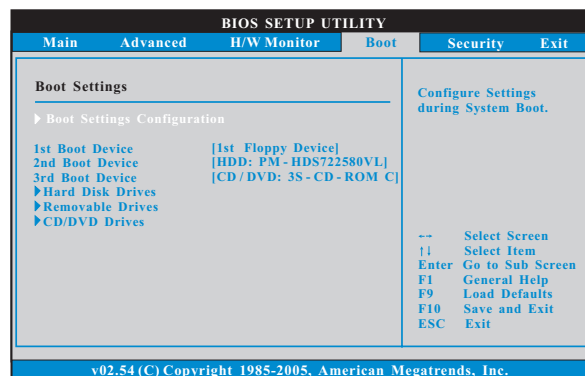 BIOS SETUP UTILITY
Main Advanced H/W Monitor Boot Security Exit
Boot Settings
Boot Settings Configuration
1st Boot Device [1st Floppy Device]
2nd Boot Device [HDD: PM - HDS722580VL]
3rd Boot Device [CD / DVD: 3S - CD - ROM C]
Hard Disk Drives
Removable Drives
CD/DVD Drives
Configure Settings
during System Boot.
←→ Select Screen
↑↓ Select Item
Enter Go to Sub Screen
F1 General Help
F9 Load Defaults
F10 Save and Exit
ESC Exit
v02.54 (C) Copyright 1985-2005, American Megatrends, Inc.